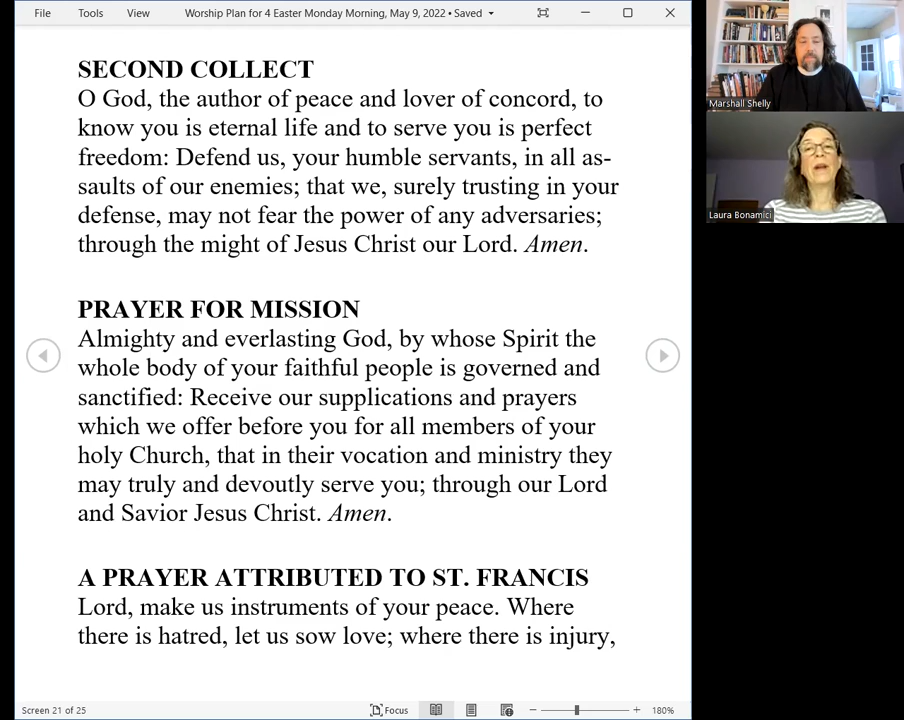 File Tools View Worship Plan for 4 Easter Monday Morning, May 9, 2022 • Saved
SECOND COLLECT
O God, the author of peace and lover of concord, to
know you is eternal life and to serve you is perfect
freedom: Defend us, your humble servants, in all as-
saults of our enemies; that we, surely trusting in your
defense, may not fear the power of any adversaries;
through the might of Jesus Christ our Lord. Amen.
PRAYER FOR MISSION
Almighty and everlasting God, by whose Spirit the
whole body of your faithful people is governed and
sanctified: Receive our supplications and prayers
which we offer before you for all members of your
holy Church, that in their vocation and ministry they
may truly and devoutly serve you; through our Lord
and Savior Jesus Christ. Amen.
A PRAYER ATTRIBUTED TO ST. FRANCIS
Lord, make us instruments of your peace. Where
there is hatred, let us sow love; where there is injury,
Screen 21 of 25 Focus 180%
Marshall Shelly
Laura Bonamici